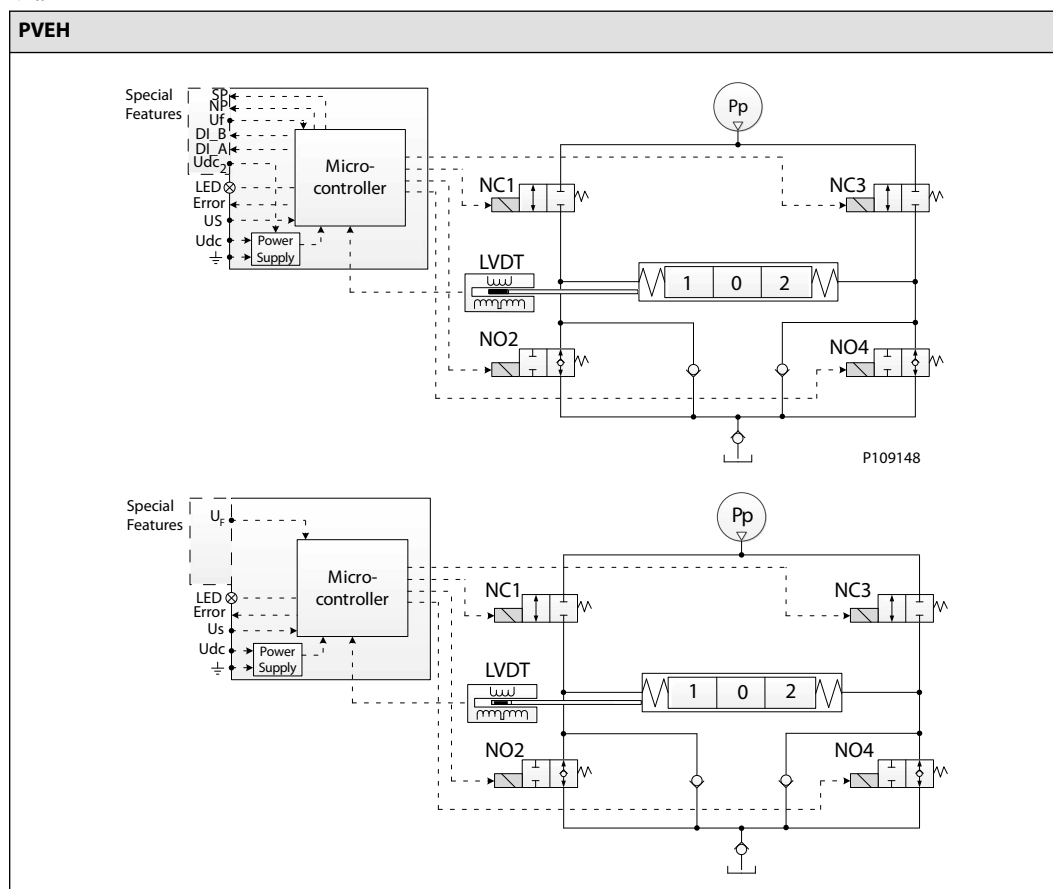 PVEH
Special
Features
SP
NP
Uf
DI_B
DI_A
Udc
2
LED
Error
US
Udc
Power
Supply
Micro-
controller
Pp
NC1
NC3
LVDT
1 0 2
NO2
NO4
P109148
Special
Features
UF
LED
Error
Us
Udc
Power
Supply
Micro-
controller
Pp
NC1
NC3
LVDT
1 0 2
NO2
NO4